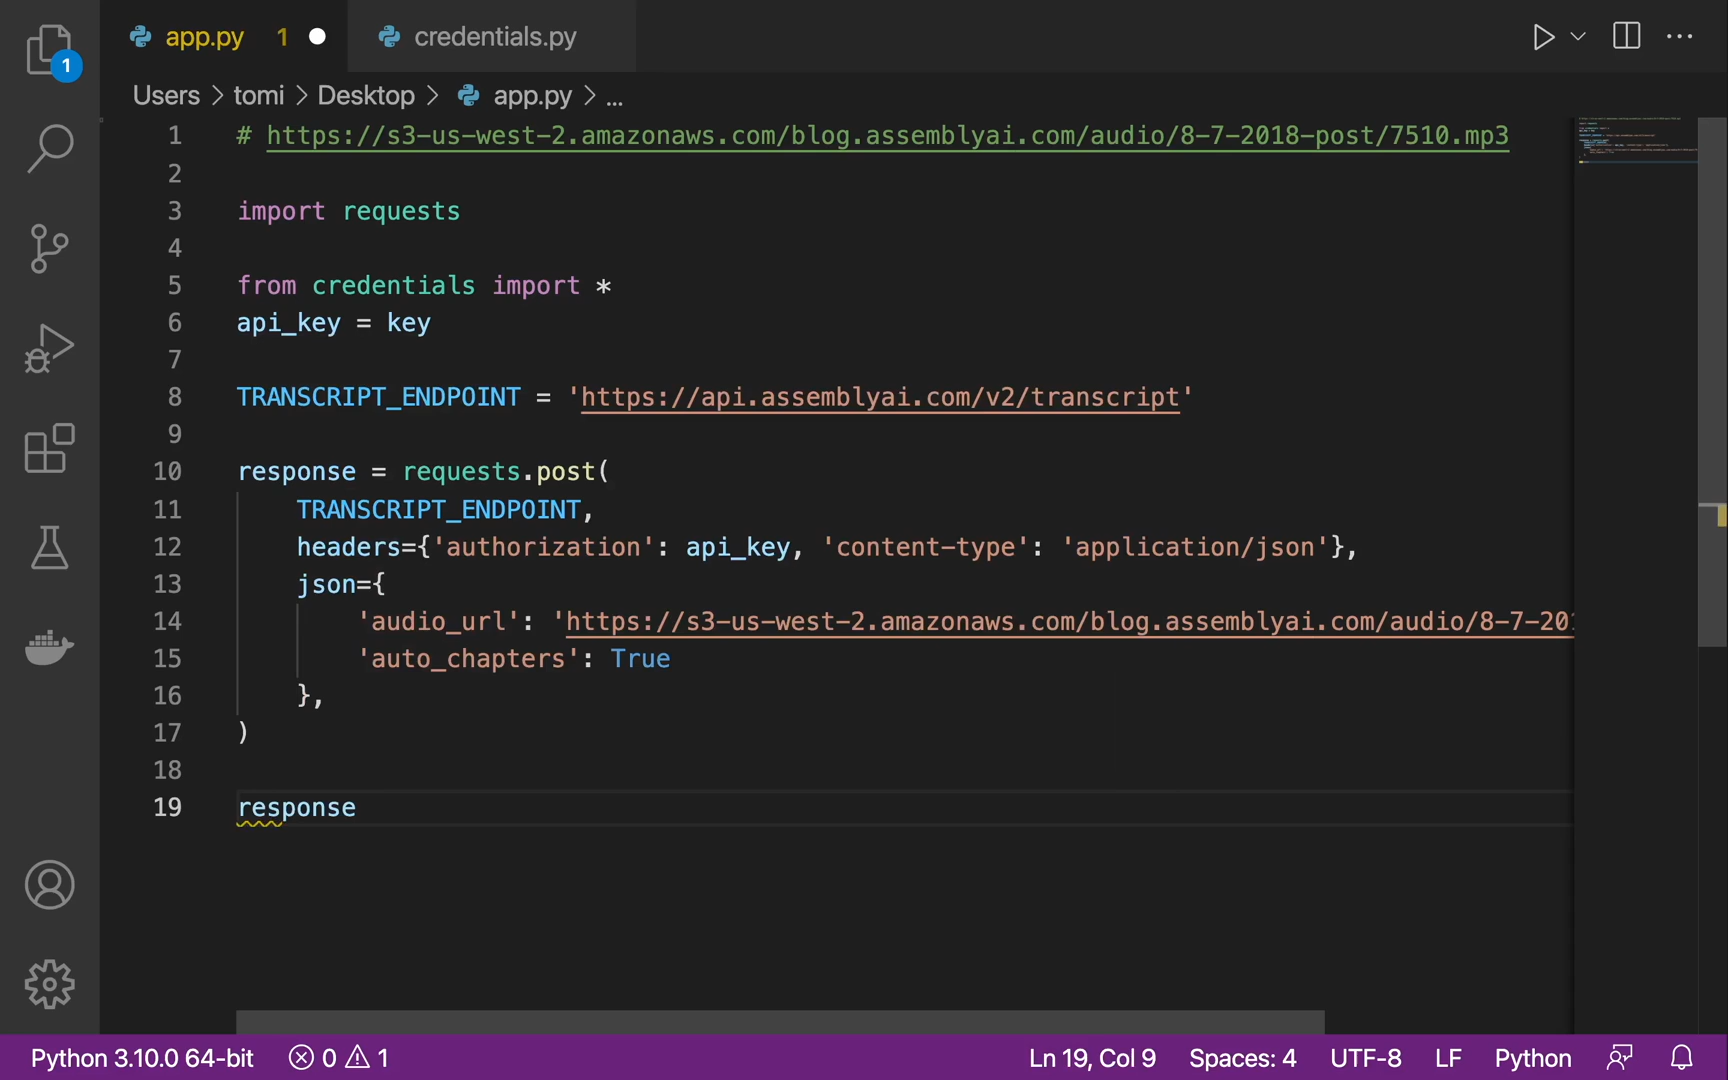 app.py 1 credentials.py
1
Users > tomi > Desktop > app.py > ...
1 # https://s3-us-west-2.amazonaws.com/blog.assemblyai.com/audio/8-7-2018-post/7510.mp3
2
3 import requests
4
5 from credentials import *
6 api_key = key
7
8 TRANSCRIPT_ENDPOINT = 'https://api.assemblyai.com/v2/transcript'
9
10 response = requests.post(
11 TRANSCRIPT_ENDPOINT,
12 headers={'authorization': api_key, 'content-type': 'application/json'},
13 json={
14 'audio_url': 'https://s3-us-west-2.amazonaws.com/blog.assemblyai.com/audio/8-7-20
15 'auto_chapters': True
16 },
17 )
18
19 response
Python 3.10.0 64-bit 0 1 Ln 19, Col 9 Spaces: 4 UTF-8 LF Python